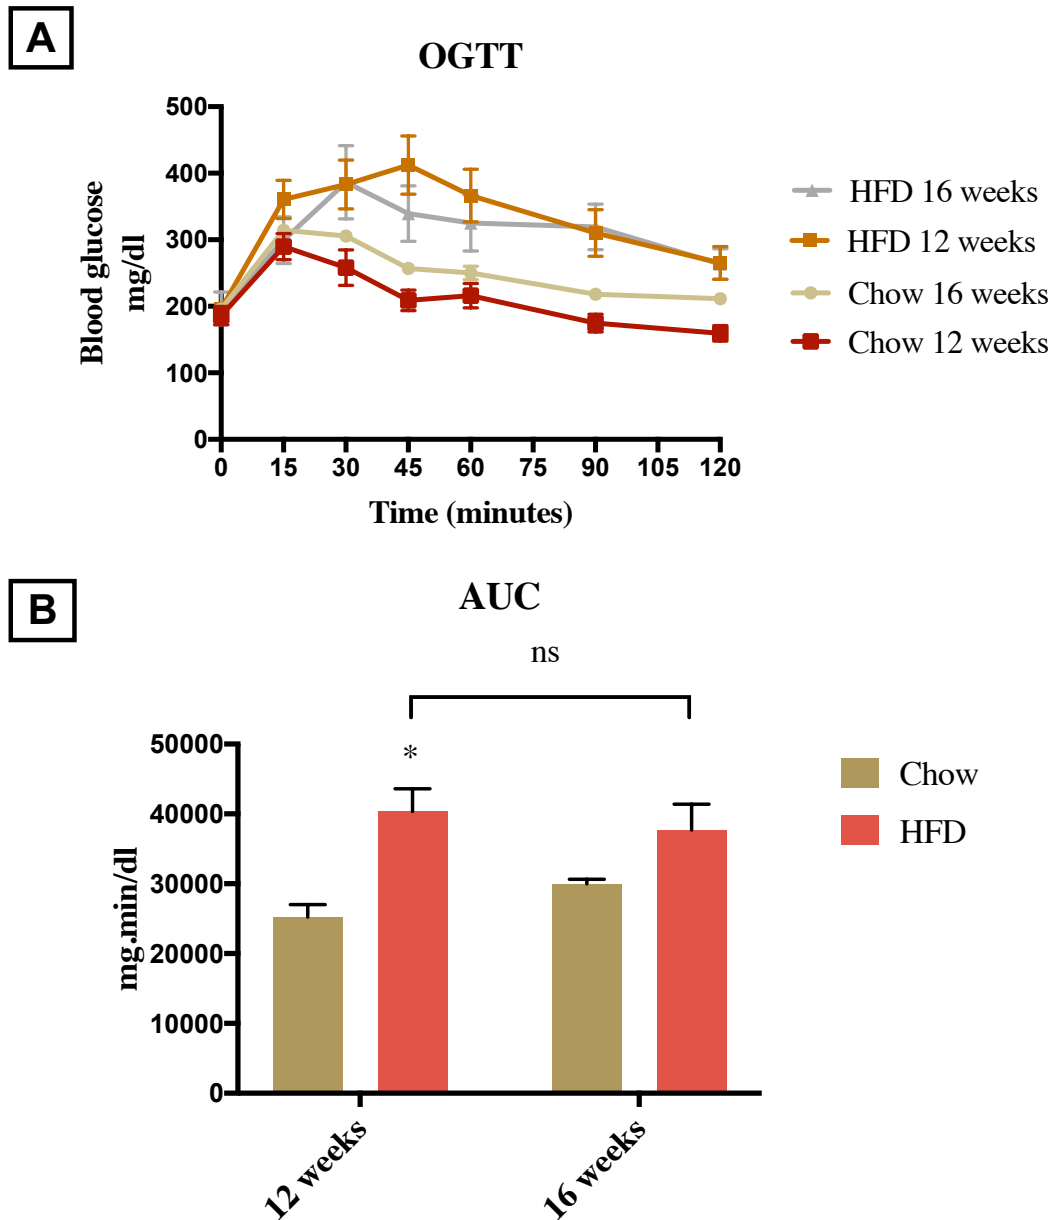 A
OGTT
Blood glucose
mg/dl
500
400
300
200
100
0
0 15 30 45 60 75 90 105 120
Time (minutes)
HFD 16 weeks
HFD 12 weeks
Chow 16 weeks
Chow 12 weeks
B
AUC
ns
*
mg.min/dl
50000
40000
30000
20000
10000
0
12 weeks
16 weeks
Chow
HFD